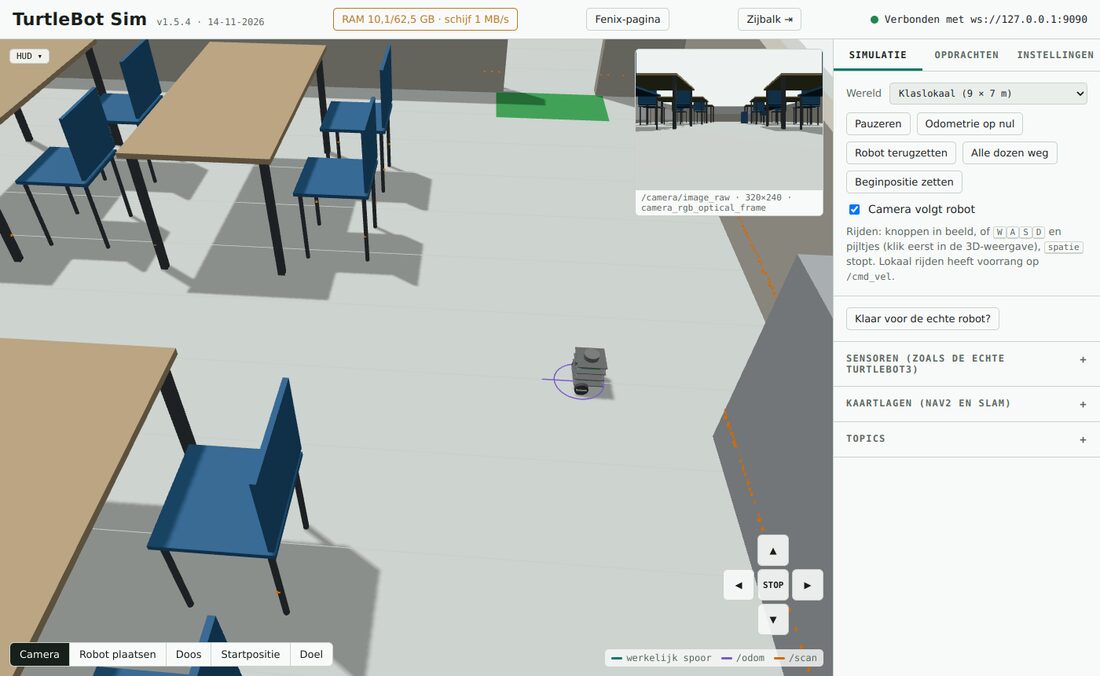 TurtleBot Sim v1.5.4 · 14-11-2026
RAM 10,1/62,5 GB · schijf 1 MB/s
Fenix-pagina
Zijbalk ⇥
Verbonden met ws://127.0.0.1:9090
HUD ▾
/camera/image_raw · 320×240 ·
camera_rgb_optical_frame
▲
◀ STOP ▶
▼
Camera Robot plaatsen Doos Startpositie Doel
werkelijk spoor /odom /scan
SIMULATIE OPDRACHTEN INSTELLINGEN
Wereld Klaslokaal (9 × 7 m)
Pauzeren Odometrie op nul
Robot terugzetten Alle dozen weg
Beginpositie zetten
Camera volgt robot
Rijden: knoppen in beeld, of W A S D en
pijltjes (klik eerst in de 3D-weergave), spatie
stopt. Lokaal rijden heeft voorrang op
/cmd_vel.
Klaar voor de echte robot?
SENSOREN (ZOALS DE ECHTE
TURTLEBOT3) +
KAARTLAGEN (NAV2 EN SLAM) +
TOPICS +